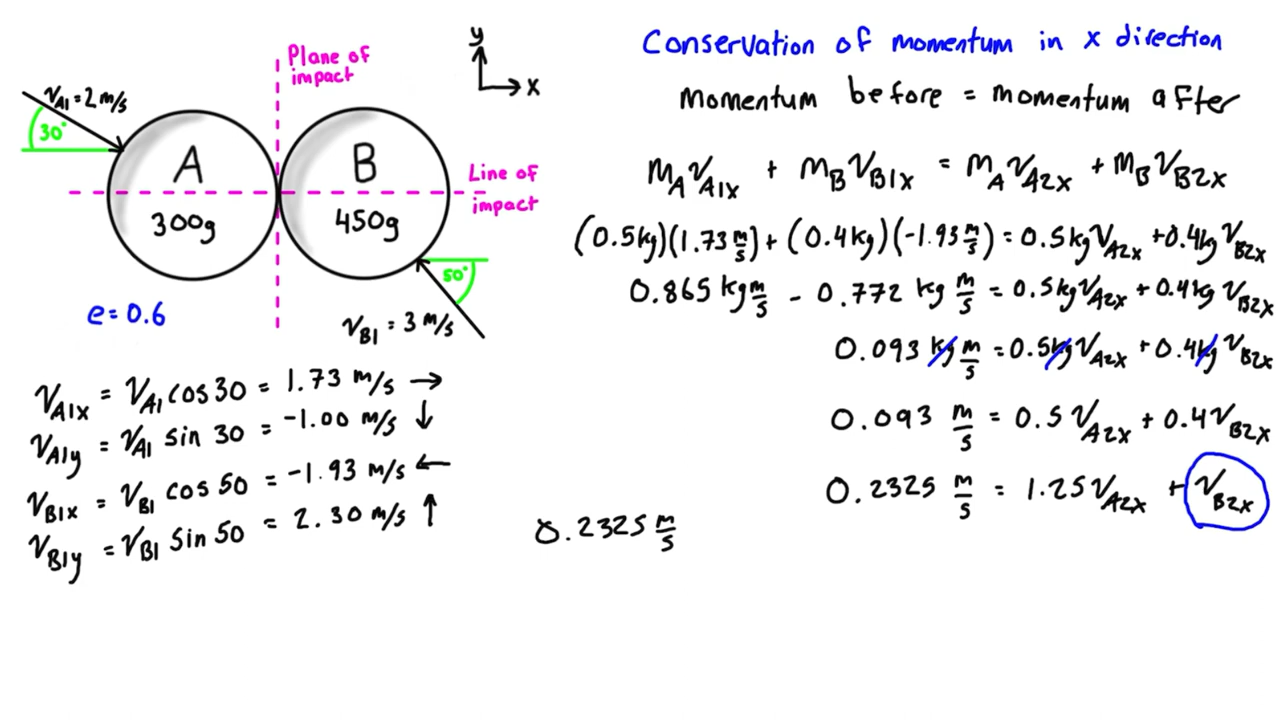 Plane of
impact
y
x
v_A1 = 2 m/s
30°
A
300g
B
450g
Line of
impact
50°
v_B1 = 3 m/s
e = 0.6
v_A1x = v_A1 cos 30 = 1.73 m/s →
v_A1y = v_A1 sin 30 = -1.00 m/s ↓
v_B1x = v_B1 cos 50 = -1.93 m/s ←
v_B1y = v_B1 sin 50 = 2.30 m/s ↑
Conservation of momentum in x direction
momentum before = momentum after
m_A v_A1x + m_B v_B1x = m_A v_A2x + m_B v_B2x
(0.5kg)(1.73 m/s) + (0.4kg)(-1.93 m/s) = 0.5kg v_A2x + 0.4kg v_B2x
0.865 kg m/s - 0.772 kg m/s = 0.5kg v_A2x + 0.4kg v_B2x
0.093 kg m/s = 0.5kg v_A2x + 0.4kg v_B2x
0.093 m/s = 0.5 v_A2x + 0.4 v_B2x
0.2325 m/s = 1.25 v_A2x + v_B2x
0.2325 m/s